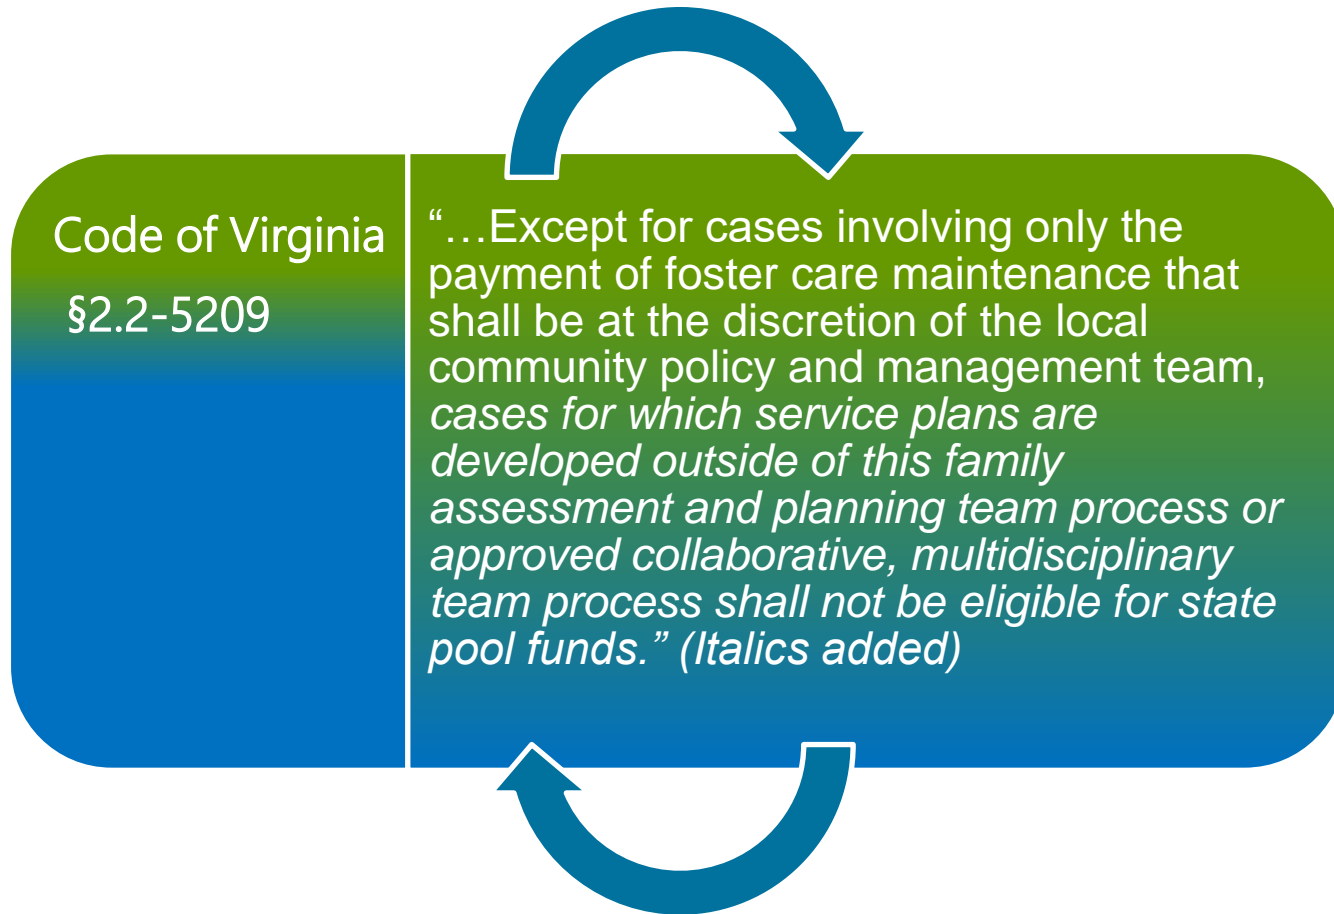 Code of Virginia
§2.2-5209
“…Except for cases involving only the
payment of foster care maintenance that
shall be at the discretion of the local
community policy and management team,
cases for which service plans are
developed outside of this family
assessment and planning team process or
approved collaborative, multidisciplinary
team process shall not be eligible for state
pool funds.” (Italics added)